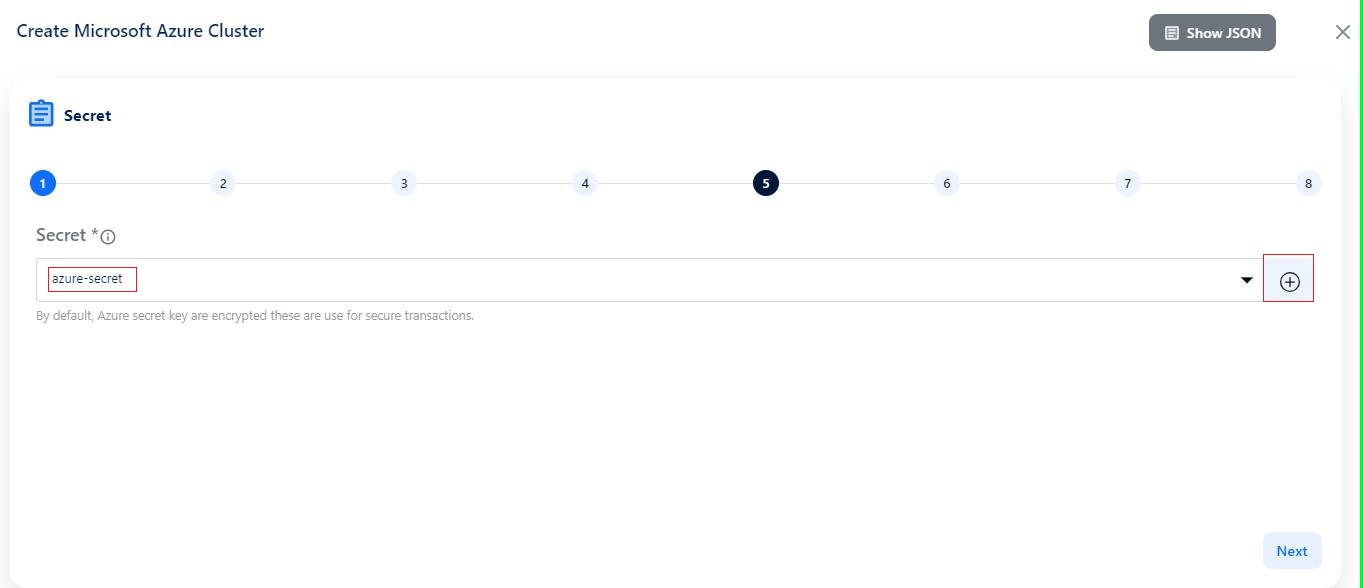 Create Microsoft Azure Cluster
Show JSON
Secret
1 2 3 4 5 6 7 8
Secret *
azure-secret
By default, Azure secret key are encrypted these are use for secure transactions.
Next